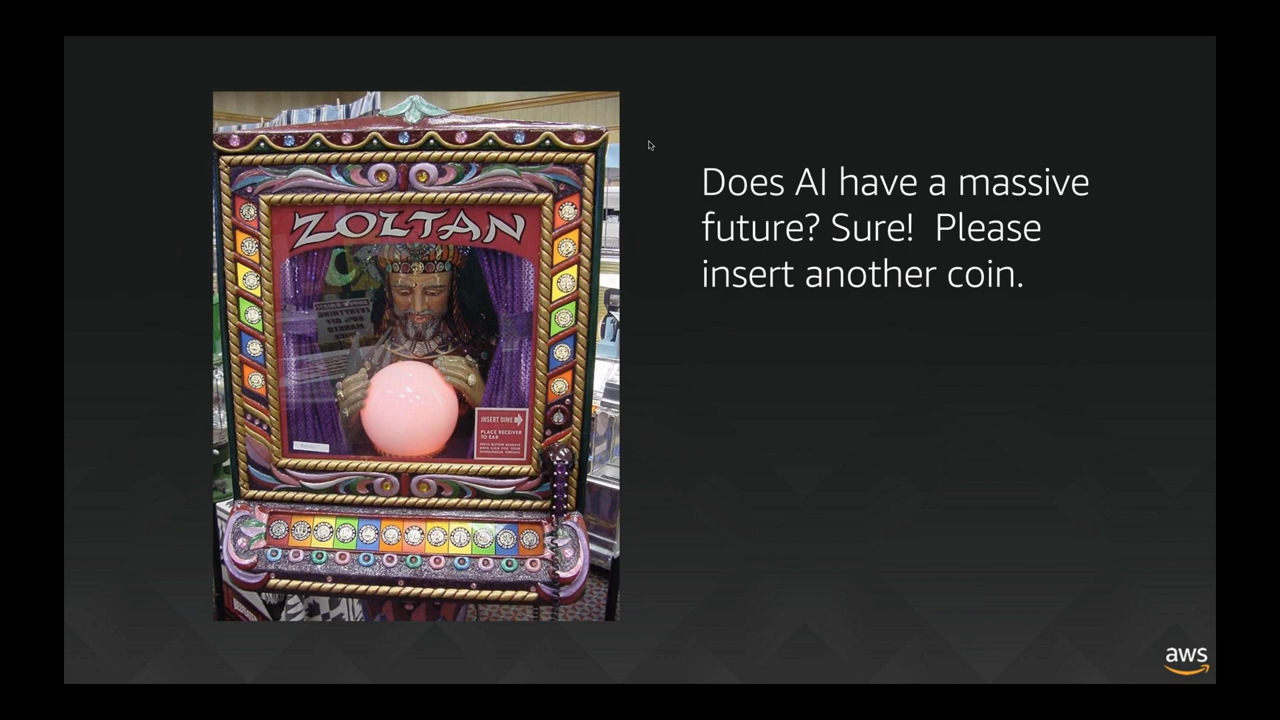 ZOLTAN
INSERT DIME
PLACE RECEIVER
TO EAR
Does AI have a massive
future? Sure!  Please
insert another coin.
aws